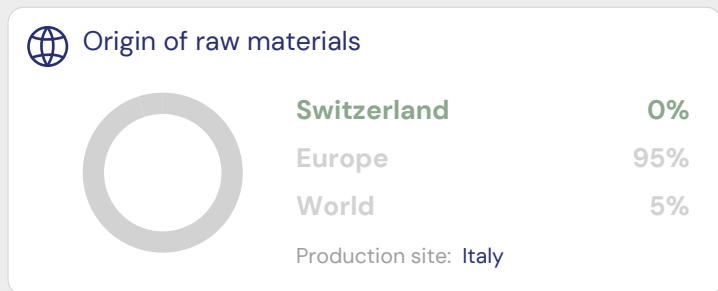 Origin of raw materials
Switzerland 0%
Europe 95%
World 5%
Production site: Italy